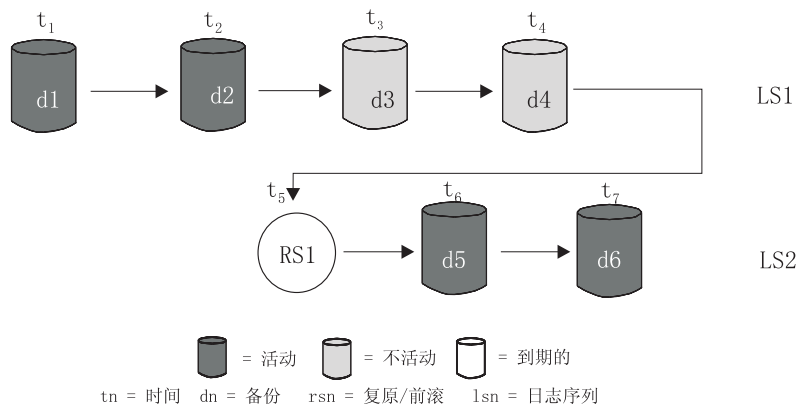 t1 t2 t3 t4
d1 d2 d3 d4 LS1
t5 t6 t7
RS1 d5 d6 LS2
= 活动 = 不活动 = 到期的
tn = 时间 dn = 备份 rsn = 复原/前滚 lsn = 日志序列